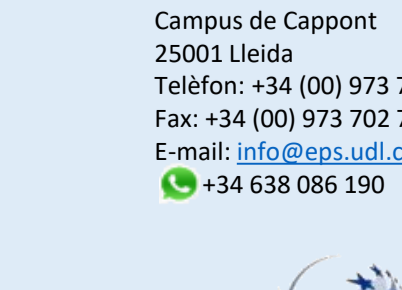 Campus de Cappont
25001 Lleida
Telèfon: +34 (00) 973 7
Fax: +34 (00) 973 702 7
E-mail: info@eps.udl.c
+34 638 086 190